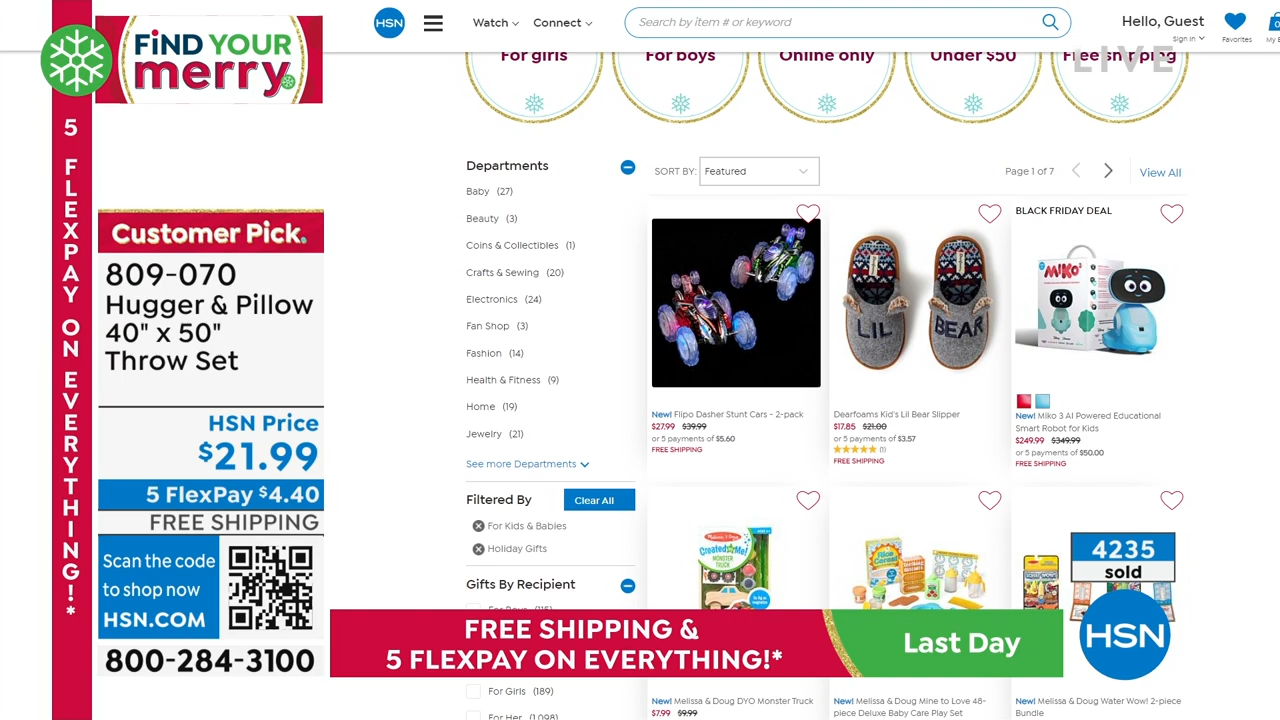 FiND YOUR
merry.
5 FLEXPAY ON EVERYTHING!*
Customer Pick.
809-070
Hugger & Pillow
40" x 50"
Throw Set
HSN Price
$21.99
5 FlexPay $4.40
FREE SHIPPING
Scan the code
to shop now
HSN.COM
800-284-3100
HSN
Watch
Connect
Search by item # or keyword
Hello, Guest
Sign In
Favorites
0
LIVE
For girls
For boys
Online only
Under $50
Free shipping
Departments
Baby (27)
Beauty (3)
Coins & Collectibles (1)
Crafts & Sewing (20)
Electronics (24)
Fan Shop (3)
Fashion (14)
Health & Fitness (9)
Home (19)
Jewelry (21)
See more Departments
Filtered By
Clear All
For Kids & Babies
Holiday Gifts
Gifts By Recipient
For Girls (189)
For Her (1,098)
SORT BY: Featured
Page 1 of 7
View All
LIL BEAR
New! Flipo Dasher Stunt Cars - 2-pack
$27.99 $39.99
or 5 payments of $5.60
FREE SHIPPING
Dearfoams Kid's Lil Bear Slipper
$17.85 $21.00
or 5 payments of $3.57
(1)
FREE SHIPPING
BLACK FRIDAY DEAL
MIKO
New! Miko 3 AI Powered Educational
Smart Robot for Kids
$249.99 $349.99
or 5 payments of $50.00
FREE SHIPPING
Created by Me!
MONSTER
TRUCK
4235
sold
FREE SHIPPING &
5 FLEXPAY ON EVERYTHING!*
Last Day
HSN
New! Melissa & Doug DYO Monster Truck
$7.99 $9.99
New! Melissa & Doug Mine to Love 48-
piece Deluxe Baby Care Play Set
New! Melissa & Doug Water Wow! 2-piece
Bundle